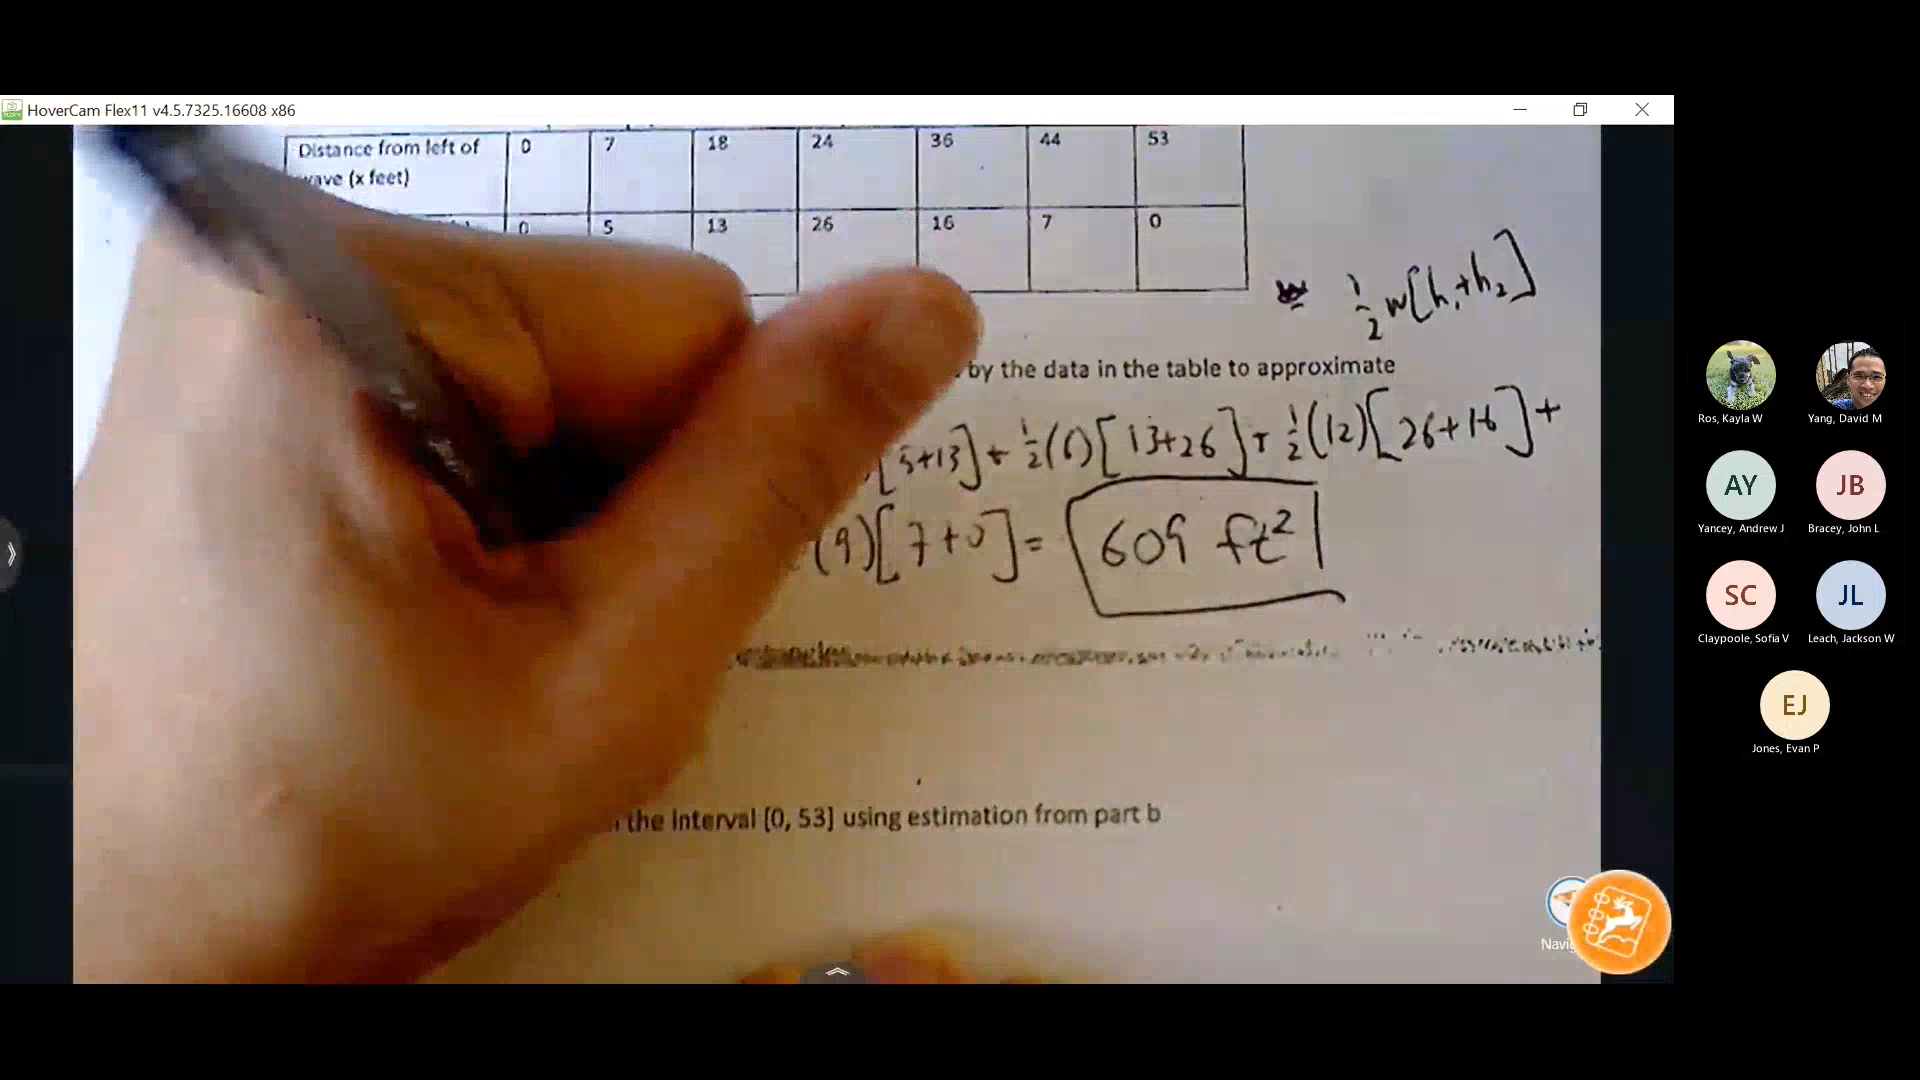 HoverCam Flex11 v4.5.7325.16608 x86
Distance from left of 0 7 18 24 36 44 53
wave (x feet)
0 5 13 26 16 7 0
1/2 w[h₁+h₂]
by the data in the table to approximate
[5+13] + 1/2(6)[13+26] + 1/2(12)[26+16] +
(9)[7+0] = 609 ft²
the interval [0, 53] using estimation from part b
Ros, Kayla W
Yang, David M
AY
Yancey, Andrew J
JB
Bracey, John L
SC
Claypoole, Sofia V
JL
Leach, Jackson W
EJ
Jones, Evan P